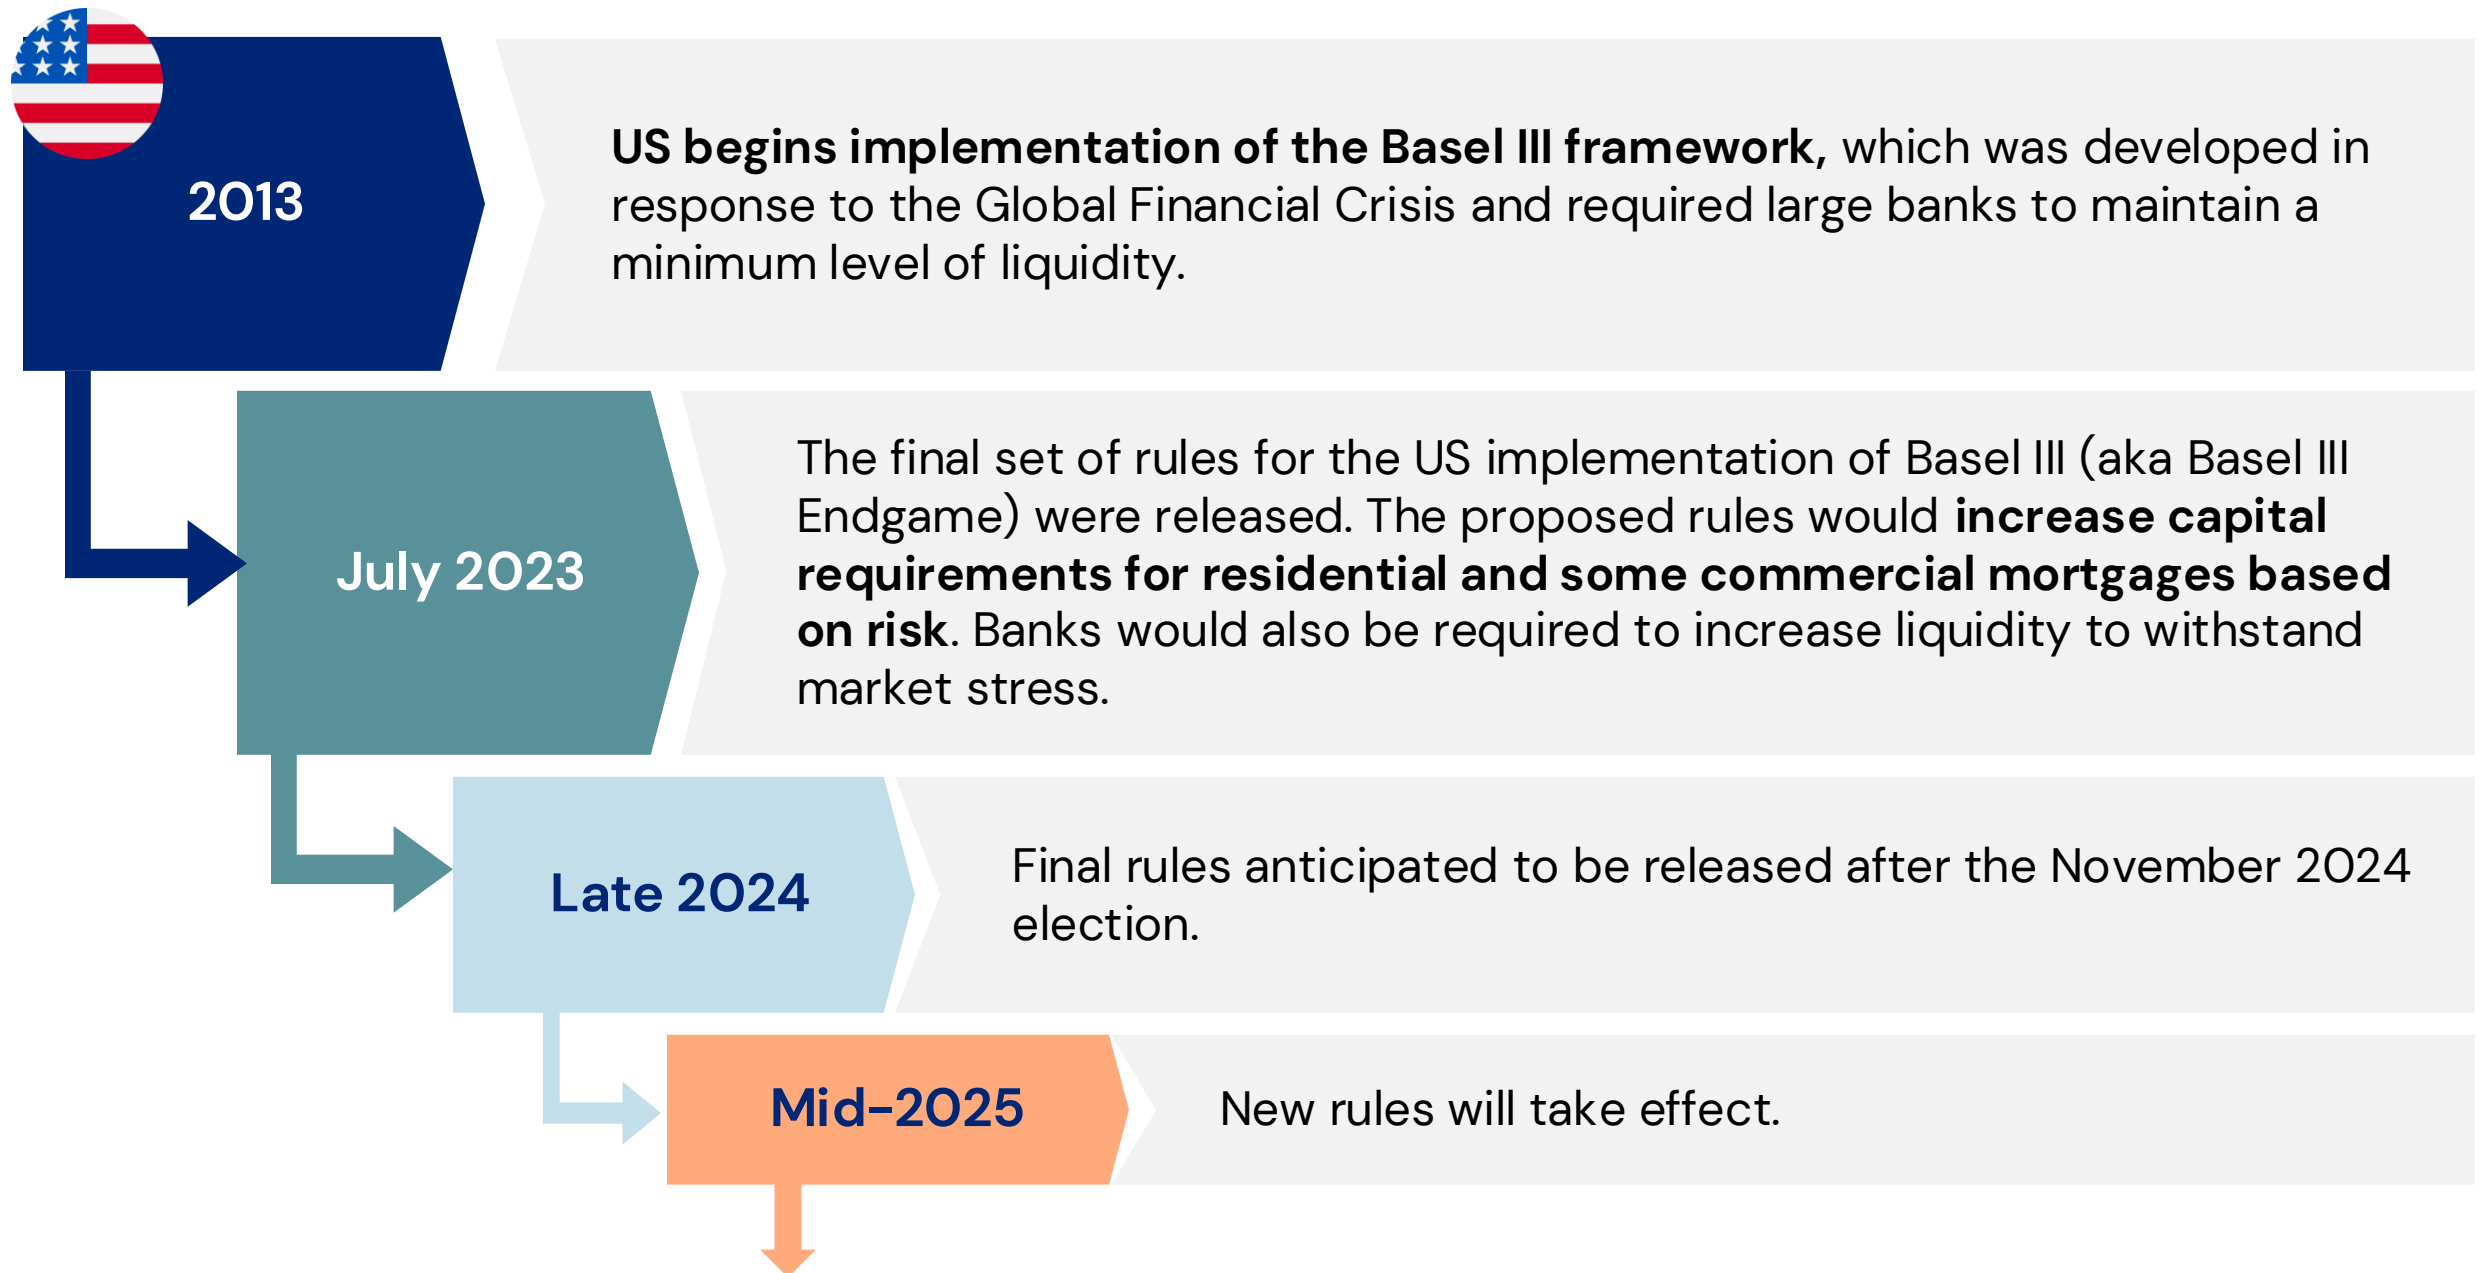 2013
US begins implementation of the Basel III framework, which was developed in
response to the Global Financial Crisis and required large banks to maintain a
minimum level of liquidity.
July 2023
The final set of rules for the US implementation of Basel III (aka Basel III
Endgame) were released. The proposed rules would increase capital
requirements for residential and some commercial mortgages based
on risk. Banks would also be required to increase liquidity to withstand
market stress.
Late 2024
Final rules anticipated to be released after the November 2024
election.
Mid-2025
New rules will take effect.